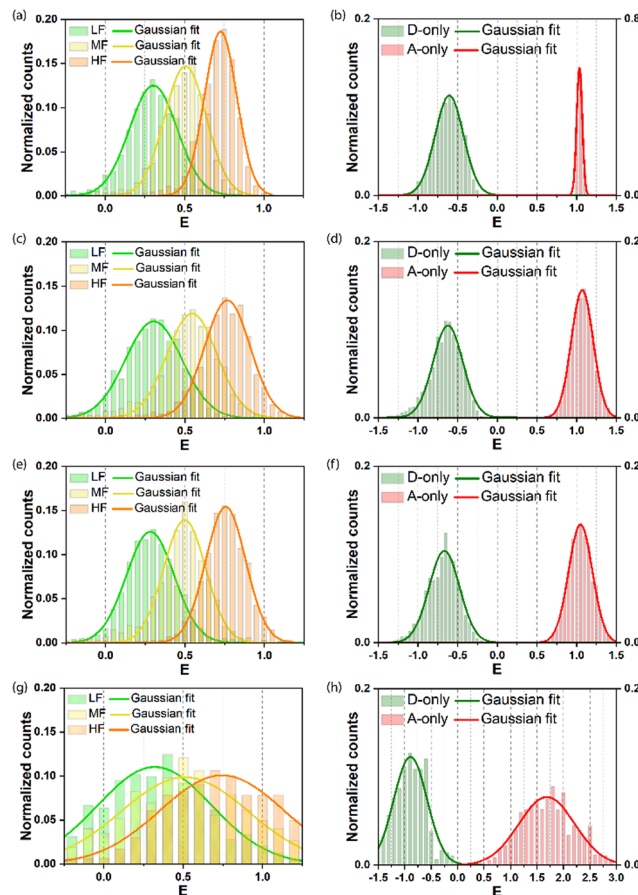 (a)
LF Gaussian fit
MF Gaussian fit
HF Gaussian fit
Normalized counts
0.20
0.15
0.10
0.05
0.00
0.0 0.5 1.0
E
(b)
D-only Gaussian fit
A-only Gaussian fit
Normalized counts
0.2
0.1
0.0
0.8
0.0
-1.5 -1.0 -0.5 0.0 0.5 1.0 1.5
E
(c)
LF Gaussian fit
MF Gaussian fit
HF Gaussian fit
Normalized counts
0.20
0.15
0.10
0.05
0.00
0.0 0.5 1.0
E
(d)
D-only Gaussian fit
A-only Gaussian fit
Normalized counts
0.2
0.1
0.0
0.2
0.0
-1.5 -1.0 -0.5 0.0 0.5 1.0 1.5
E
(e)
LF Gaussian fit
MF Gaussian fit
HF Gaussian fit
Normalized counts
0.20
0.15
0.10
0.05
0.00
0.0 0.5 1.0
E
(f)
D-only Gaussian fit
A-only Gaussian fit
Normalized counts
0.2
0.1
0.0
0.2
0.0
-1.5 -1.0 -0.5 0.0 0.5 1.0 1.5
E
(g)
LF Gaussian fit
MF Gaussian fit
HF Gaussian fit
Normalized counts
0.20
0.15
0.10
0.05
0.00
0.0 0.5 1.0
E
(h)
D-only Gaussian fit
A-only Gaussian fit
Normalized counts
0.2
0.1
0.0
0.2
0.0
-1.5 -1.0 -0.5 0.0 0.5 1.0 1.5 2.0 2.5 3.0
E